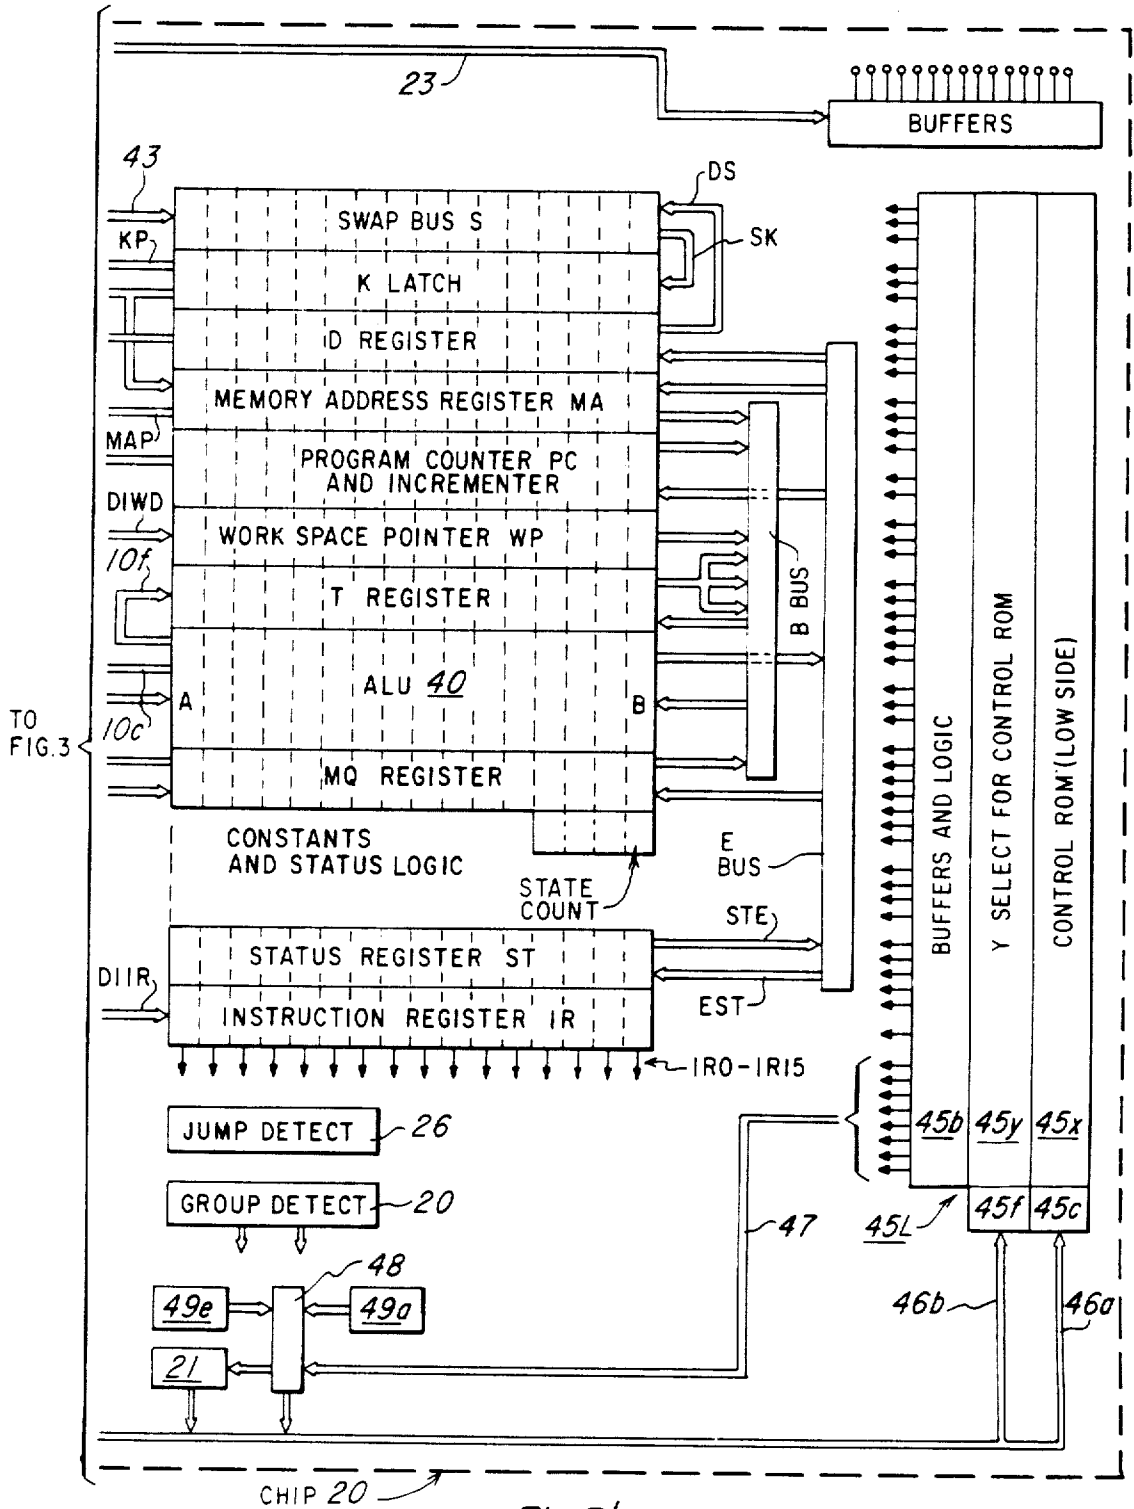 23
BUFFERS
43
DS
SWAP BUS S
SK
KP
K LATCH
D REGISTER
MEMORY ADDRESS REGISTER MA
MAP
PROGRAM COUNTER PC
AND INCREMENTER
DIWD
WORK SPACE POINTER WP
10f
T REGISTER
B BUS
ALU 40
A
B
10c
TO
FIG.3
MQ REGISTER
CONSTANTS
AND STATUS LOGIC
E
BUS
STATE
COUNT
STE
STATUS REGISTER ST
DIIR
EST
INSTRUCTION REGISTER IR
IR0-IR15
BUFFERS AND LOGIC
Y SELECT FOR CONTROL ROM
CONTROL ROM (LOW SIDE)
JUMP DETECT
26
45b
45y
45x
GROUP DETECT
20
45L
45f
45c
47
48
49e
49a
46b
46a
21
CHIP 20